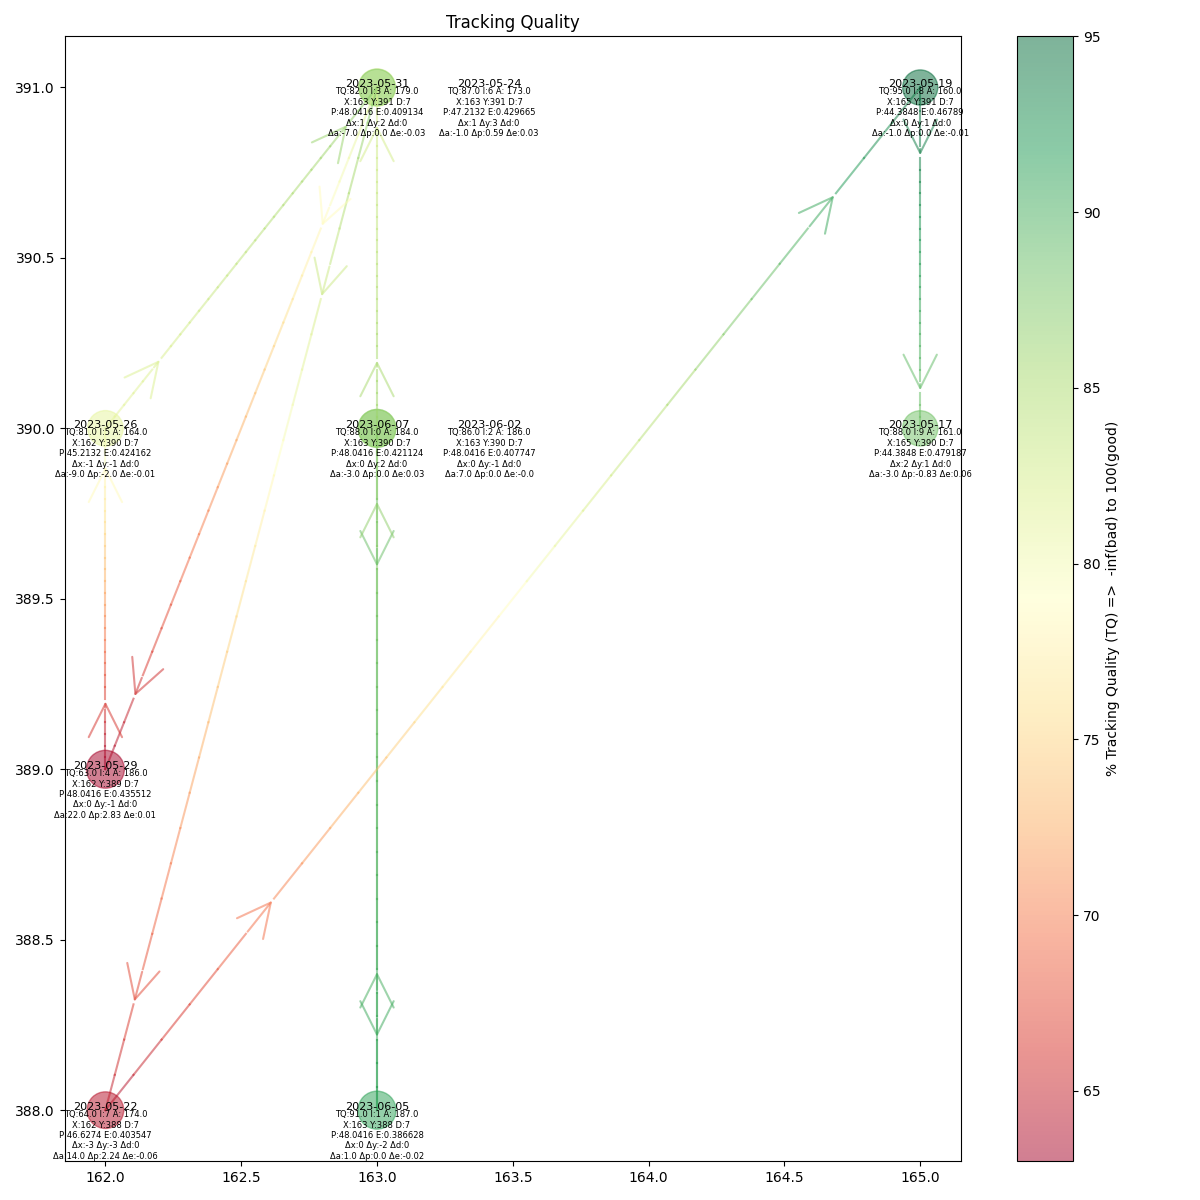 Tracking Quality
391.0
390.5
390.0
389.5
389.0
388.5
388.0
162.0
162.5
163.0
163.5
164.0
164.5
165.0
2023-05-31
TQ:82.0 I:3 A: 179.0
X:163 Y:391 D:7
P:48.0416 E:0.409134
Δx:1 Δy:2 Δd:0
Δa:-7.0 Δp:0.0 Δe:-0.03
2023-05-24
TQ:87.0 I:6 A: 173.0
X:163 Y:391 D:7
P:47.2132 E:0.429665
Δx:1 Δy:3 Δd:0
Δa:-1.0 Δp:0.59 Δe:0.03
2023-05-19
TQ:95.0 I:8 A: 160.0
X:165 Y:391 D:7
P:44.3848 E:0.46789
Δx:0 Δy:1 Δd:0
Δa:-1.0 Δp:0.0 Δe:-0.01
2023-05-26
TQ:81.0 I:5 A: 164.0
X:162 Y:390 D:7
P:45.2132 E:0.424162
Δx:-1 Δy:-1 Δd:0
Δa:-9.0 Δp:-2.0 Δe:-0.01
2023-06-07
TQ:88.0 I:0 A: 184.0
X:163 Y:390 D:7
P:48.0416 E:0.421124
Δx:0 Δy:2 Δd:0
Δa:-3.0 Δp:0.0 Δe:0.03
2023-06-02
TQ:86.0 I:2 A: 186.0
X:163 Y:390 D:7
P:48.0416 E:0.407747
Δx:0 Δy:-1 Δd:0
Δa:7.0 Δp:0.0 Δe:-0.0
2023-05-17
TQ:88.0 I:9 A: 161.0
X:165 Y:390 D:7
P:44.3848 E:0.479187
Δx:2 Δy:1 Δd:0
Δa:-3.0 Δp:-0.83 Δe:0.06
2023-05-29
TQ:63.0 I:4 A: 186.0
X:162 Y:389 D:7
P:48.0416 E:0.435512
Δx:0 Δy:-1 Δd:0
Δa:22.0 Δp:2.83 Δe:0.01
2023-05-22
TQ:64.0 I:7 A: 174.0
X:162 Y:388 D:7
P:46.6274 E:0.403547
Δx:-3 Δy:-3 Δd:0
Δa:14.0 Δp:2.24 Δe:-0.06
2023-06-05
TQ:91.0 I:1 A: 187.0
X:163 Y:388 D:7
P:48.0416 E:0.386628
Δx:0 Δy:-2 Δd:0
Δa:1.0 Δp:0.0 Δe:-0.02
95
90
85
80
75
70
65
% Tracking Quality (TQ) => -inf(bad) to 100(good)